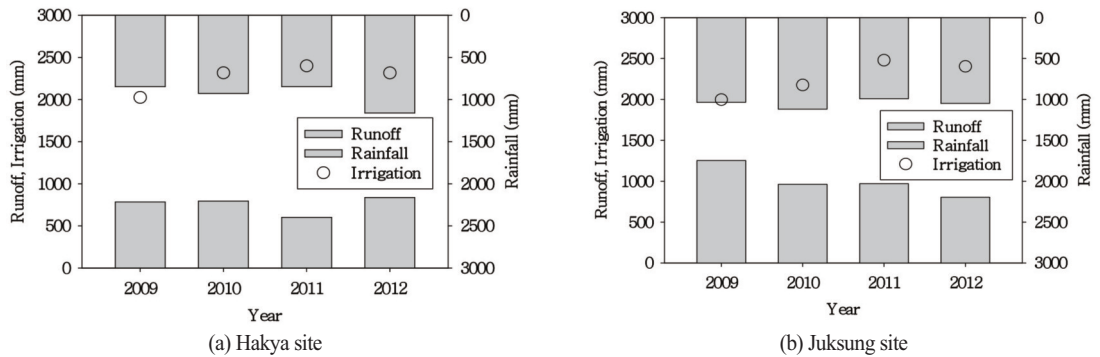 3000
2500
2000
1500
1000
500
0
Runoff, Irrigation (mm)
0
500
1000
1500
2000
2500
3000
Rainfall (mm)
Runoff
Rainfall
Irrigation
2009 2010 2011 2012
Year
(a) Hakya site
3000
2500
2000
1500
1000
500
0
Runoff, Irrigation (mm)
0
500
1000
1500
2000
2500
3000
Rainfall (mm)
Runoff
Rainfall
Irrigation
2009 2010 2011 2012
Year
(b) Juksung site